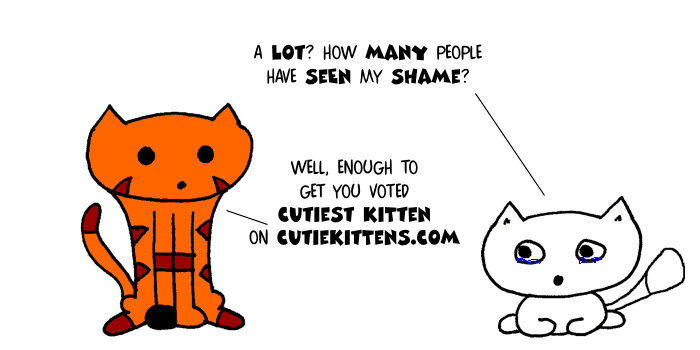 A LOT? HOW MANY PEOPLE
HAVE SEEN MY SHAME?
WELL, ENOUGH TO
GET YOU VOTED
CUTIEST KITTEN
ON CUTIEKITTENS.COM